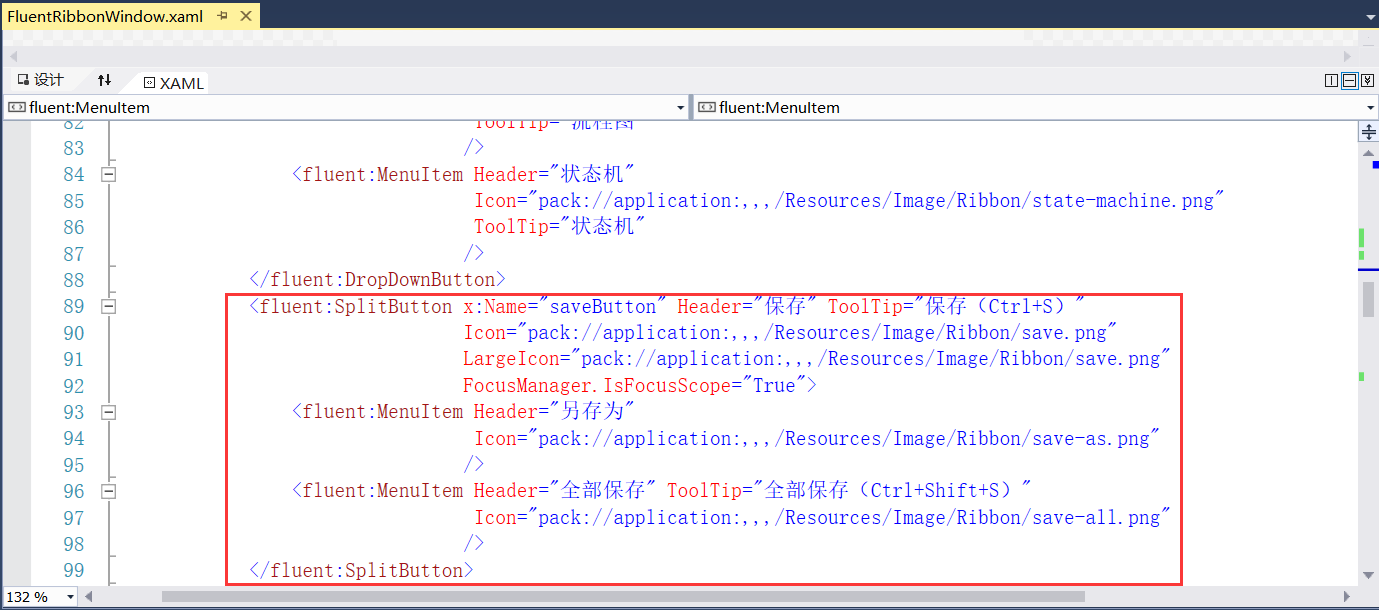 FluentRibbonWindow.xaml
设计 XAML
fluent:MenuItem fluent:MenuItem
82 ToolTip="流程图
83 />
84 <fluent:MenuItem Header="状态机"
85 Icon="pack://application:,,,/Resources/Image/Ribbon/state-machine.png"
86 ToolTip="状态机"
87 />
88 </fluent:DropDownButton>
89 <fluent:SplitButton x:Name="saveButton" Header="保存" ToolTip="保存（Ctrl+S）"
90 Icon="pack://application:,,,/Resources/Image/Ribbon/save.png"
91 LargeIcon="pack://application:,,,/Resources/Image/Ribbon/save.png"
92 FocusManager.IsFocusScope="True">
93 <fluent:MenuItem Header="另存为"
94 Icon="pack://application:,,,/Resources/Image/Ribbon/save-as.png"
95 />
96 <fluent:MenuItem Header="全部保存" ToolTip="全部保存（Ctrl+Shift+S）"
97 Icon="pack://application:,,,/Resources/Image/Ribbon/save-all.png"
98 />
99 </fluent:SplitButton>
132 %